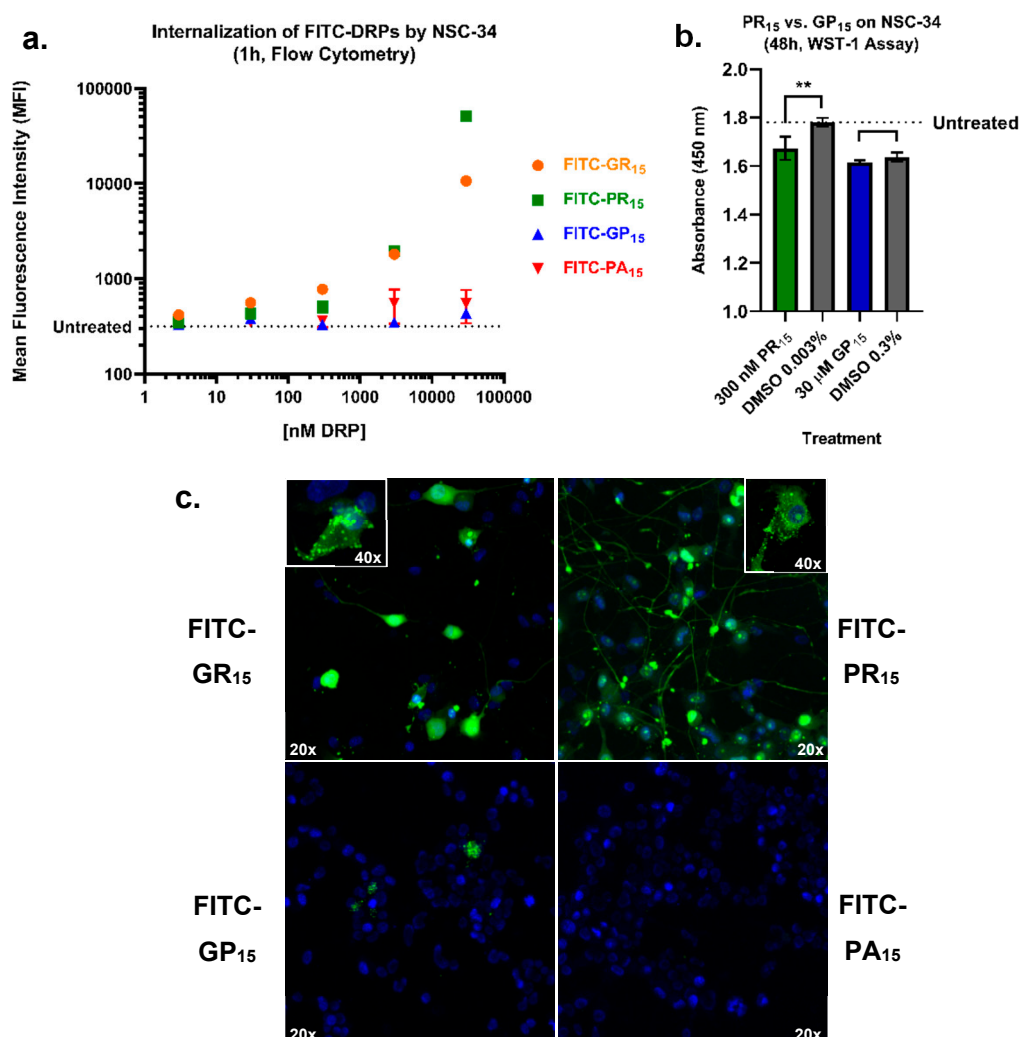 a.
Internalization of FITC-DRPs by NSC-34
(1h, Flow Cytometry)
Mean Fluorescence Intensity (MFI)
100000
10000
1000
Untreated
100
1
10
100
1000
10000
100000
[nM DRP]
FITC-GR₁₅
FITC-PR₁₅
FITC-GP₁₅
FITC-PA₁₅
b.
PR₁₅ vs. GP₁₅ on NSC-34
(48h, WST-1 Assay)
Absorbance (450 nm)
2.0
1.8
1.6
1.4
1.2
1.0
**
Untreated
300 nM PR₁₅
DMSO 0.003%
30 μM GP₁₅
DMSO 0.3%
Treatment
c.
40x
40x
FITC-
GR₁₅
20x
20x
FITC-
PR₁₅
FITC-
GP₁₅
20x
20x
FITC-
PA₁₅